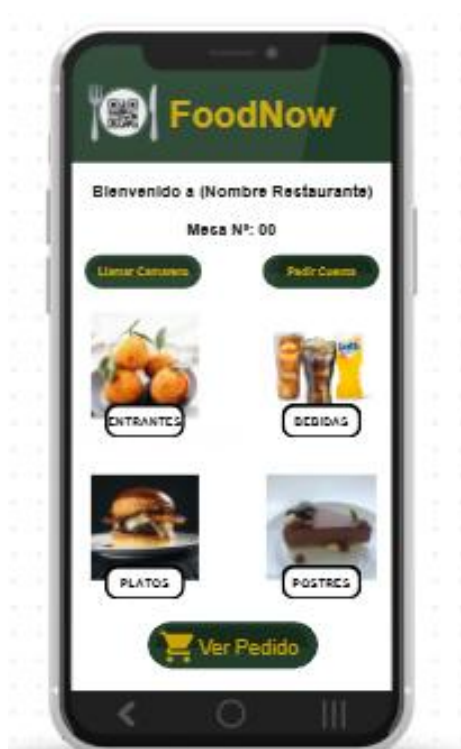 FoodNow
Bienvenido a (Nombre Restaurante)
Mesa Nº: 00
Llamar Camarero Pedir Cuenta
ENTRANTES BEBIDAS
PLATOS POSTRES
Ver Pedido